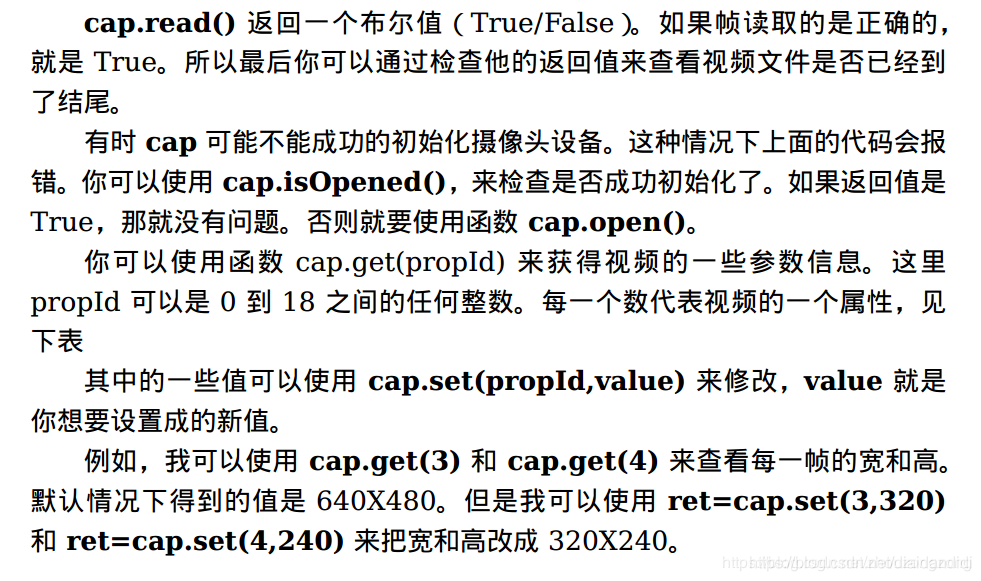 cap.read() 返回一个布尔值（True/False）。如果帧读取的是正确的，
就是 True。所以最后你可以通过检查他的返回值来查看视频文件是否已经到
了结尾。
有时 cap 可能不能成功的初始化摄像头设备。这种情况下上面的代码会报
错。你可以使用 cap.isOpened()，来检查是否成功初始化了。如果返回值是
True，那就没有问题。否则就要使用函数 cap.open()。
你可以使用函数 cap.get(propId) 来获得视频的一些参数信息。这里
propId 可以是 0 到 18 之间的任何整数。每一个数代表视频的一个属性，见
下表
其中的一些值可以使用 cap.set(propId,value) 来修改，value 就是
你想要设置成的新值。
例如，我可以使用 cap.get(3) 和 cap.get(4) 来查看每一帧的宽和高。
默认情况下得到的值是 640X480。但是我可以使用 ret=cap.set(3,320)
和 ret=cap.set(4,240) 来把宽和高改成 320X240。